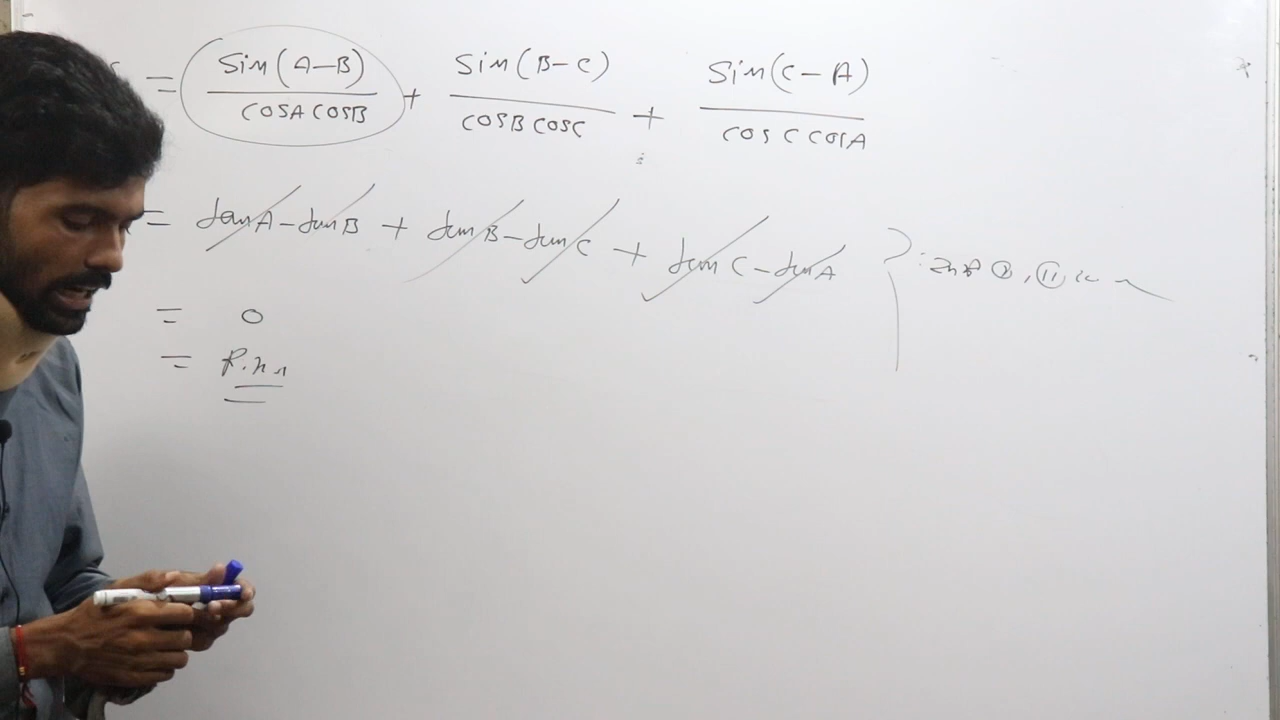 = Sin(A-B)/COSA COSB + Sin(B-C)/COSB COSC + Sin(C-A)/COS C COSA
= tanA-tanB + tanB-tanC + tanC-tanA
= 0
=